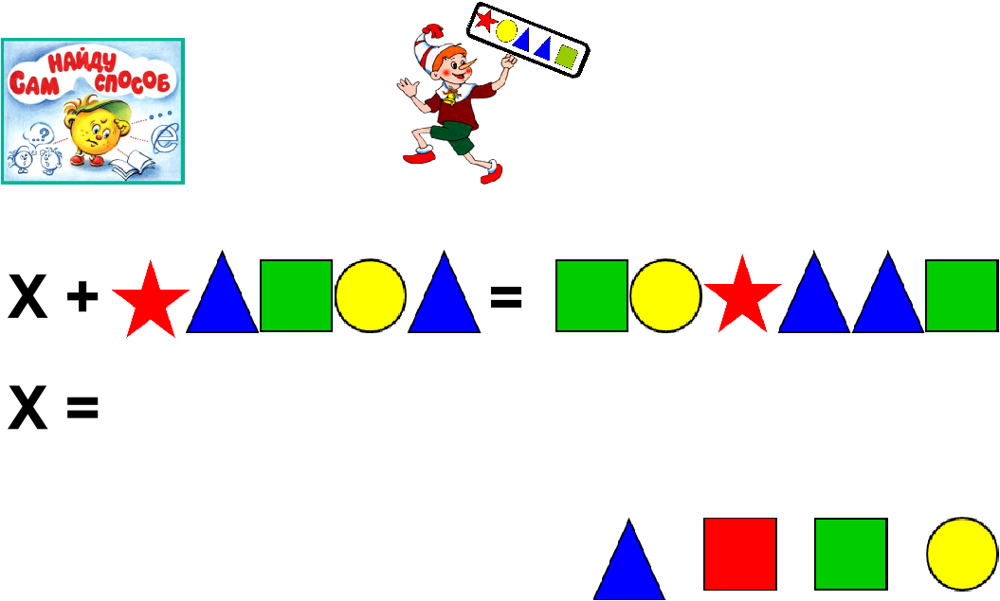 НАЙДУ
САМ СПОСОБ
...?
X + =
X =